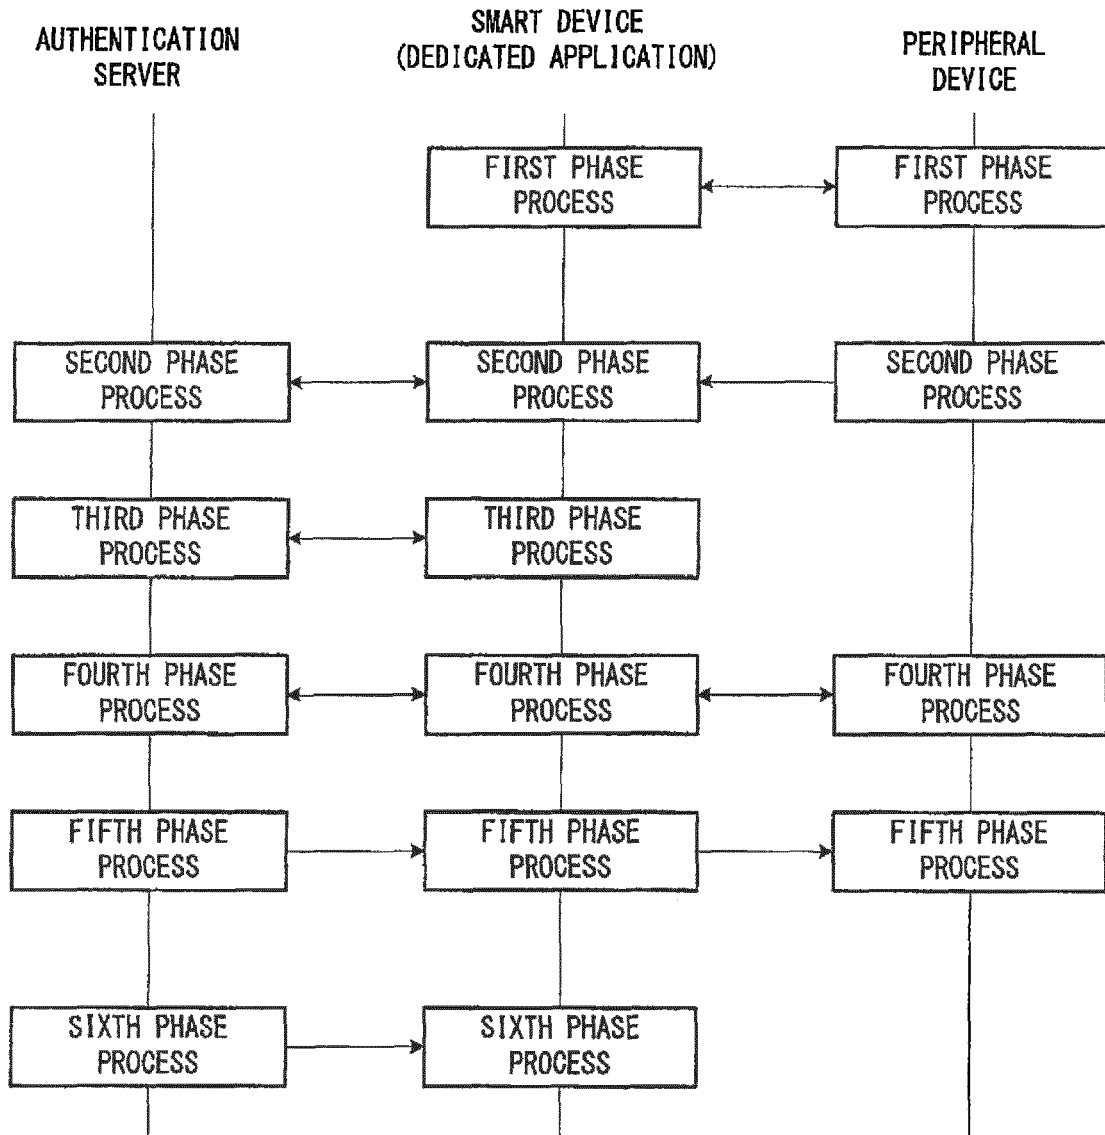 AUTHENTICATION
SERVER
SMART DEVICE
(DEDICATED APPLICATION)
PERIPHERAL
DEVICE
FIRST PHASE
PROCESS
FIRST PHASE
PROCESS
SECOND PHASE
PROCESS
SECOND PHASE
PROCESS
SECOND PHASE
PROCESS
THIRD PHASE
PROCESS
THIRD PHASE
PROCESS
FOURTH PHASE
PROCESS
FOURTH PHASE
PROCESS
FOURTH PHASE
PROCESS
FIFTH PHASE
PROCESS
FIFTH PHASE
PROCESS
FIFTH PHASE
PROCESS
SIXTH PHASE
PROCESS
SIXTH PHASE
PROCESS